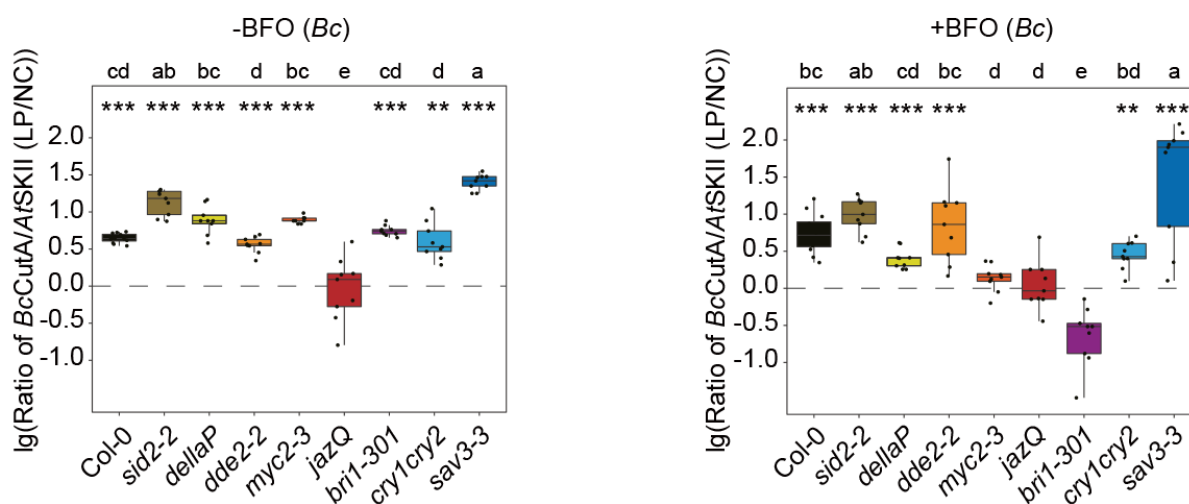 -BFO (Bc)
cd ab bc d bc e cd d a
*** *** *** *** *** *** ** ***
lg(Ratio of BcCutA/AtSKII (LP/NC))
2.0
1.5
1.0
0.5
0.0
-0.5
-1.0
Col-0 sid2-2 dellaP dde2-2 myc2-3 jazQ bri1-301 cry1cry2 sav3-3
+BFO (Bc)
bc ab cd bc d d e bd a
*** *** *** *** ** ***
lg(Ratio of BcCutA/AtSKII (LP/NC))
2.0
1.5
1.0
0.5
0.0
-0.5
-1.0
Col-0 sid2-2 dellaP dde2-2 myc2-3 jazQ bri1-301 cry1cry2 sav3-3